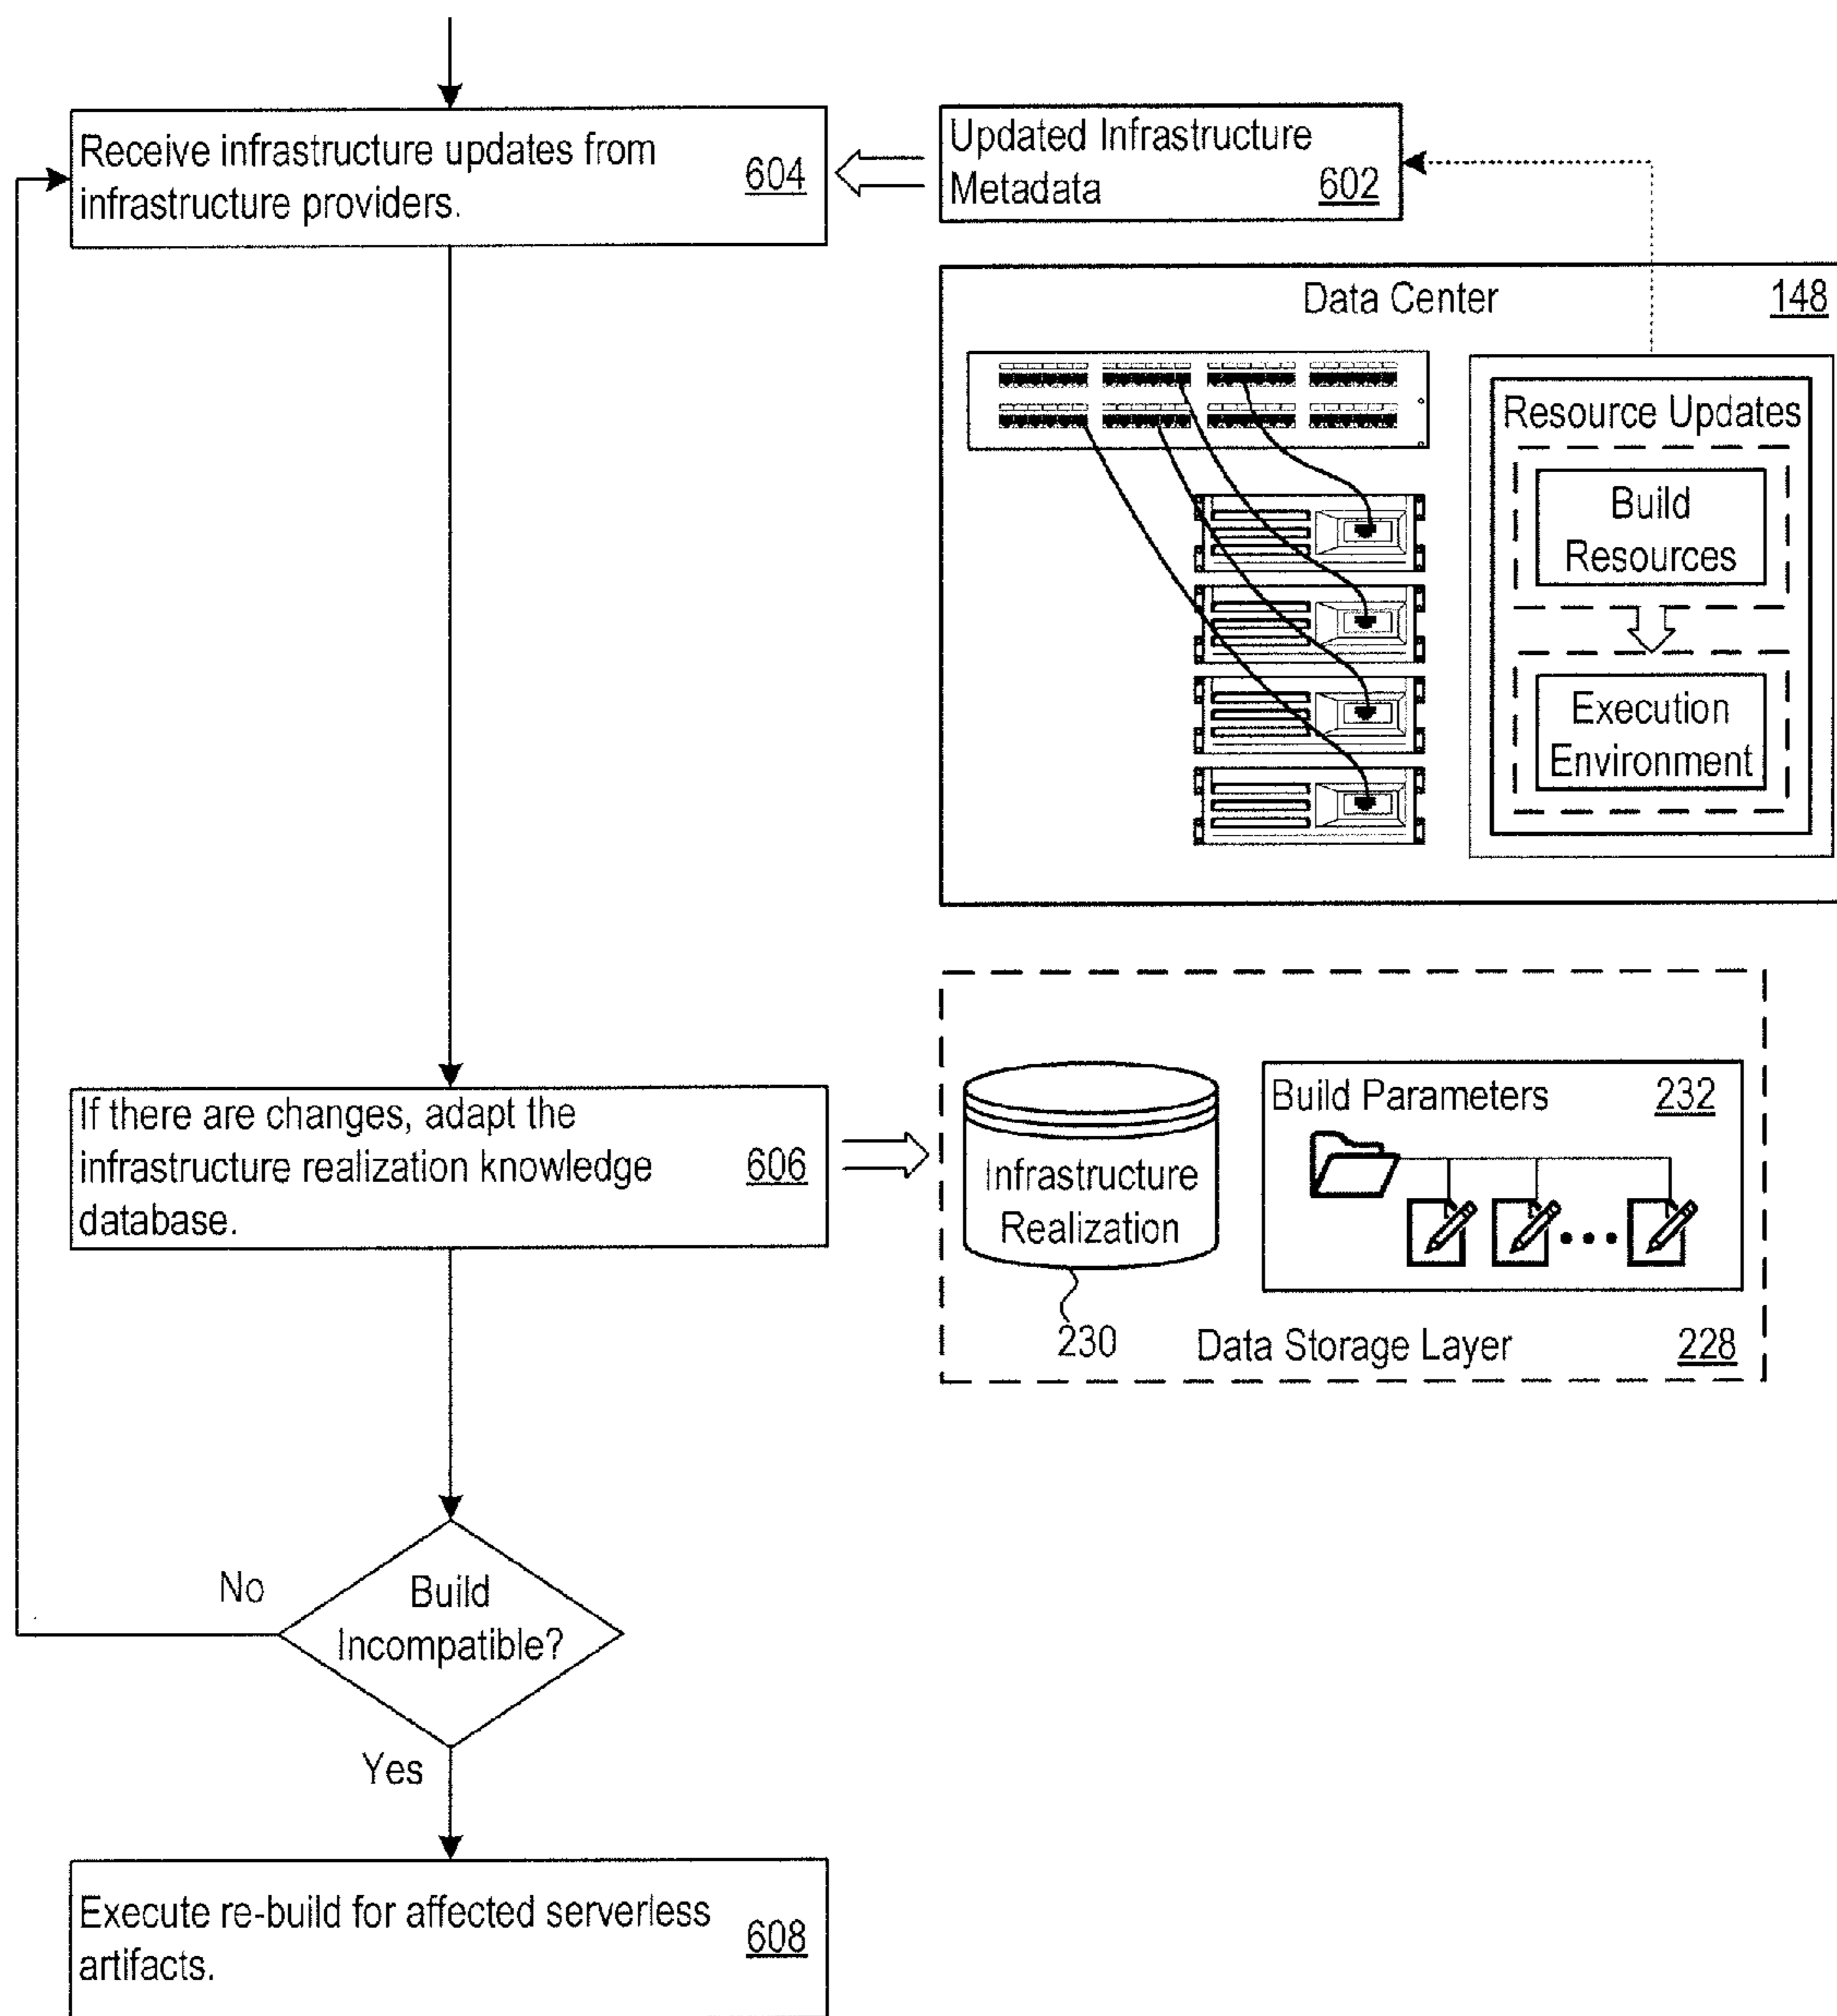 Receive infrastructure updates from
infrastructure providers.
604
Updated Infrastructure
Metadata
602
Data Center
148
Resource Updates
Build
Resources
Execution
Environment
If there are changes, adapt the
infrastructure realization knowledge
database.
606
Infrastructure
Realization
230
Build Parameters
232
Data Storage Layer
228
Build
Incompatible?
No
Yes
Execute re-build for affected serverless
artifacts.
608